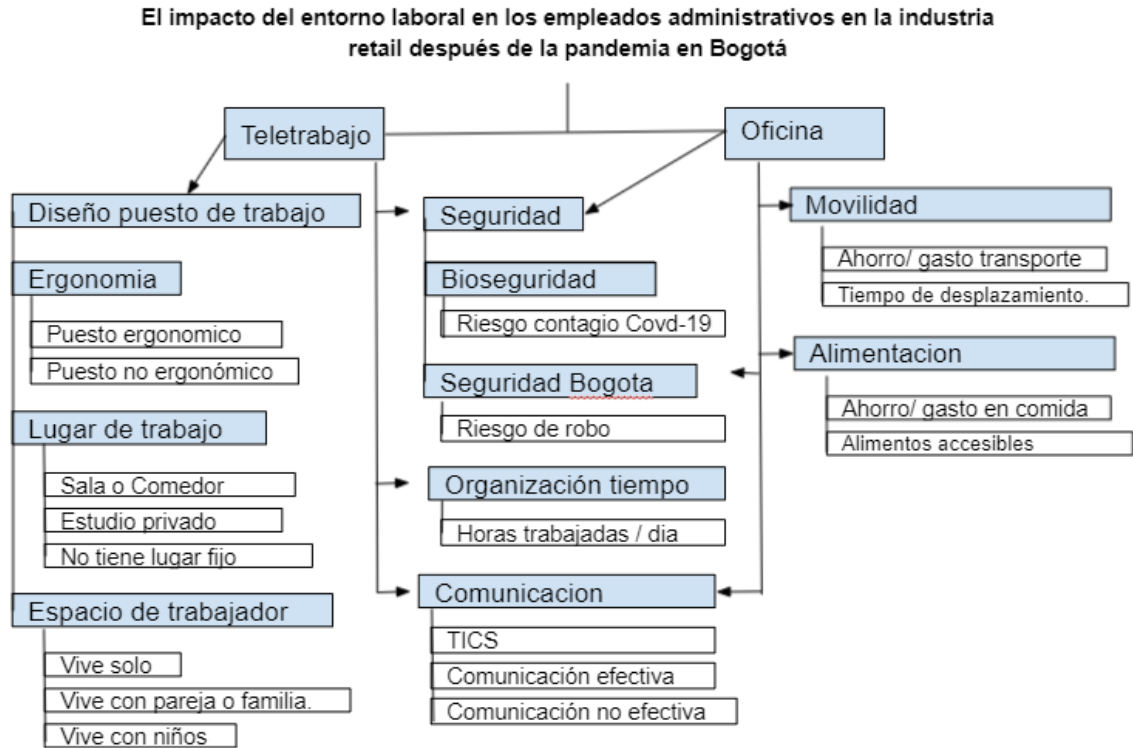 El impacto del entorno laboral en los empleados administrativos en la industria
retail después de la pandemia en Bogotá
Teletrabajo
Oficina
Diseño puesto de trabajo
Ergonomia
Puesto ergonomico
Puesto no ergonómico
Lugar de trabajo
Sala o Comedor
Estudio privado
No tiene lugar fijo
Espacio de trabajador
Vive solo
Vive con pareja o familia.
Vive con niños
Seguridad
Bioseguridad
Riesgo contagio Covd-19
Seguridad Bogota
Riesgo de robo
Organización tiempo
Horas trabajadas / dia
Comunicacion
TICS
Comunicación efectiva
Comunicación no efectiva
Movilidad
Ahorro/ gasto transporte
Tiempo de desplazamiento.
Alimentacion
Ahorro/ gasto en comida
Alimentos accesibles